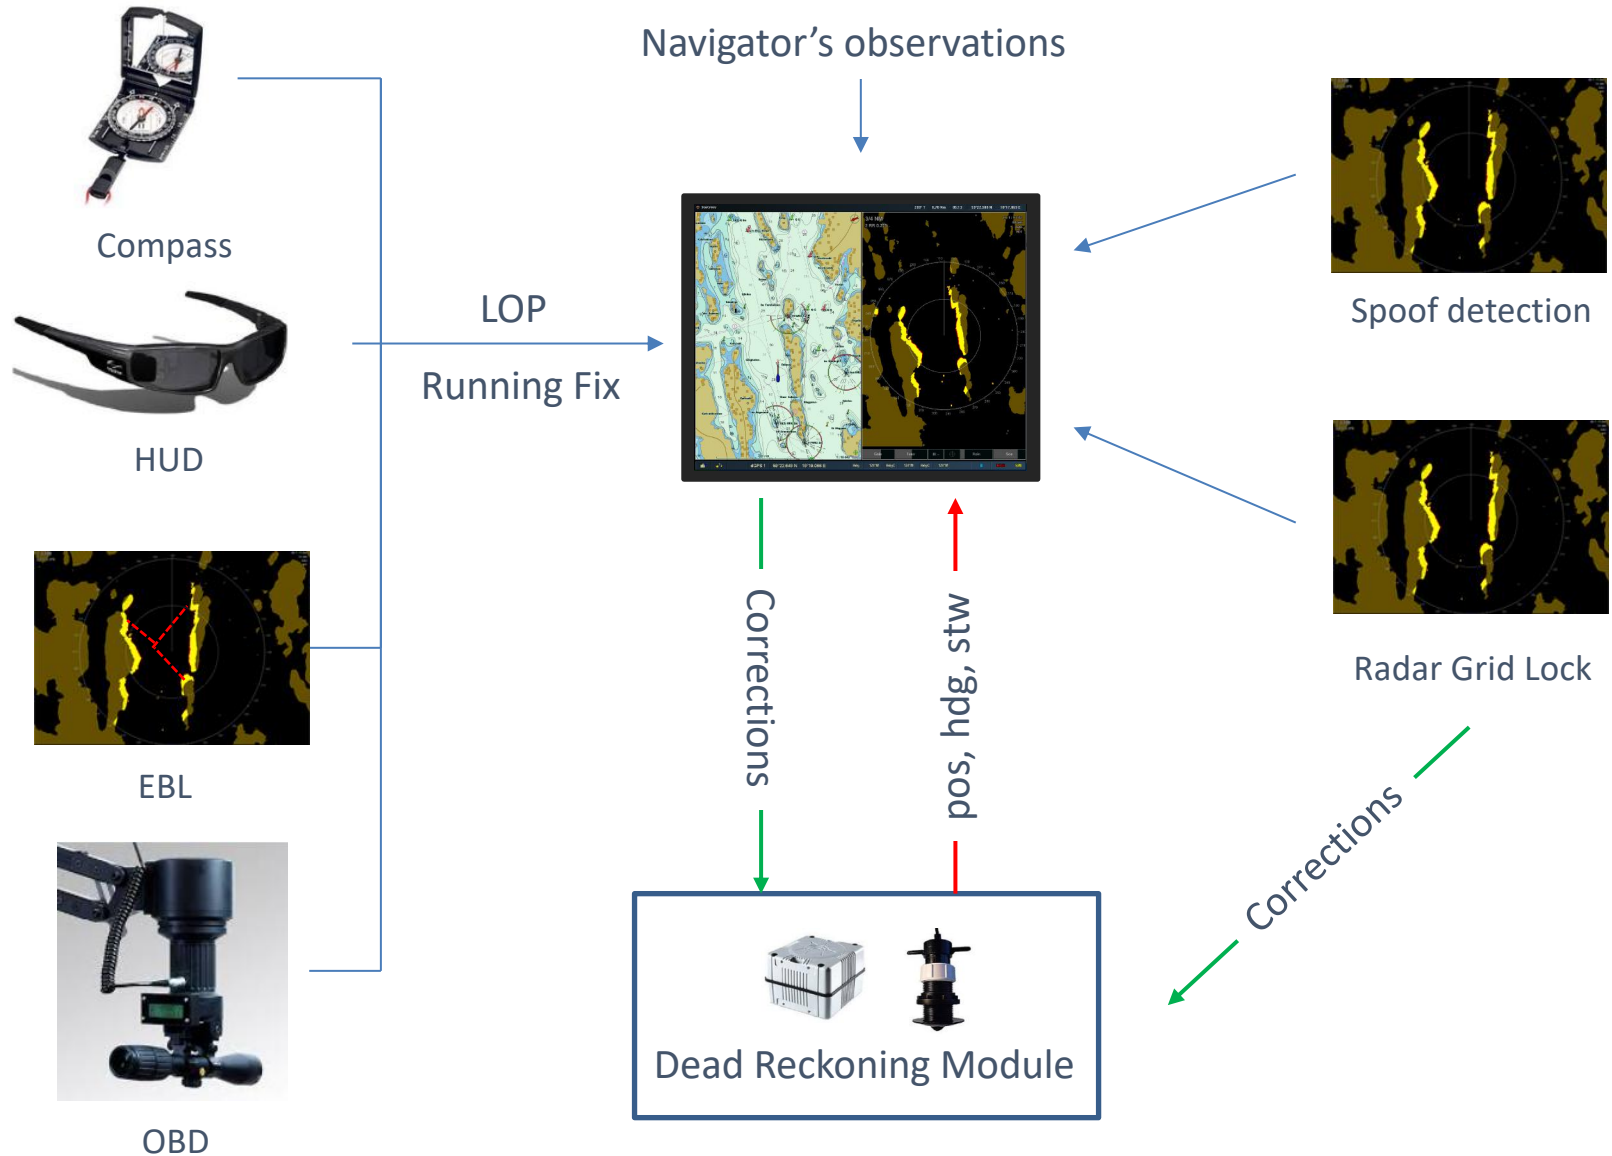 Navigator’s observations
Compass
LOP
Running Fix
HUD
EBL
OBD
Spoof detection
Radar Grid Lock
Corrections
pos, hdg, stw
Corrections
Dead Reckoning Module